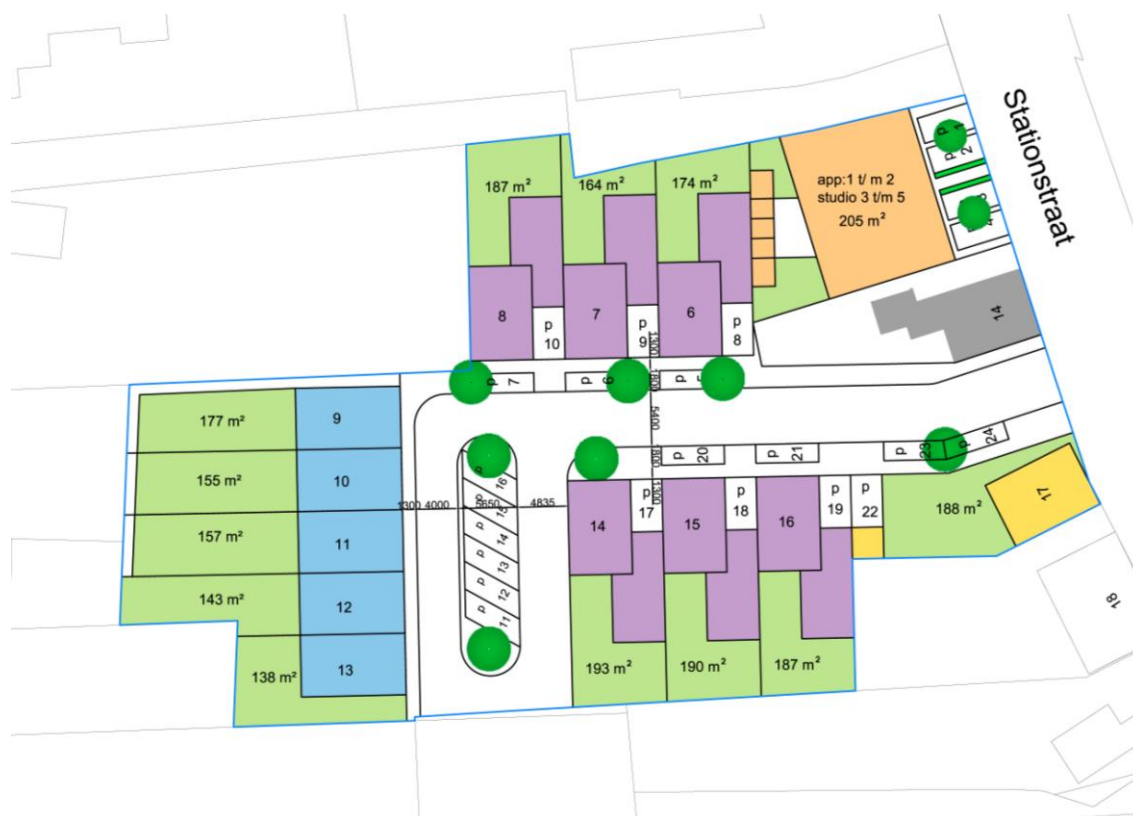 Stationstraat
p 1
p 2
3
4
app:1 t/ m 2
studio 3 t/m 5
205 m²
187 m²
164 m²
174 m²
8
7
6
p
10
p
9
p
8
14
1300
p 7
p 6
1800
p 5
5400
177 m²
9
155 m²
10
157 m²
11
143 m²
12
138 m²
13
1300 4000 5650 4835
p 16
p 15
p 14
p 13
p 12
p 11
1800
p 20
p 21
p 23
p 24
1300
14
p
17
15
p
18
16
p
19
p
22
188 m²
17
18
193 m²
190 m²
187 m²